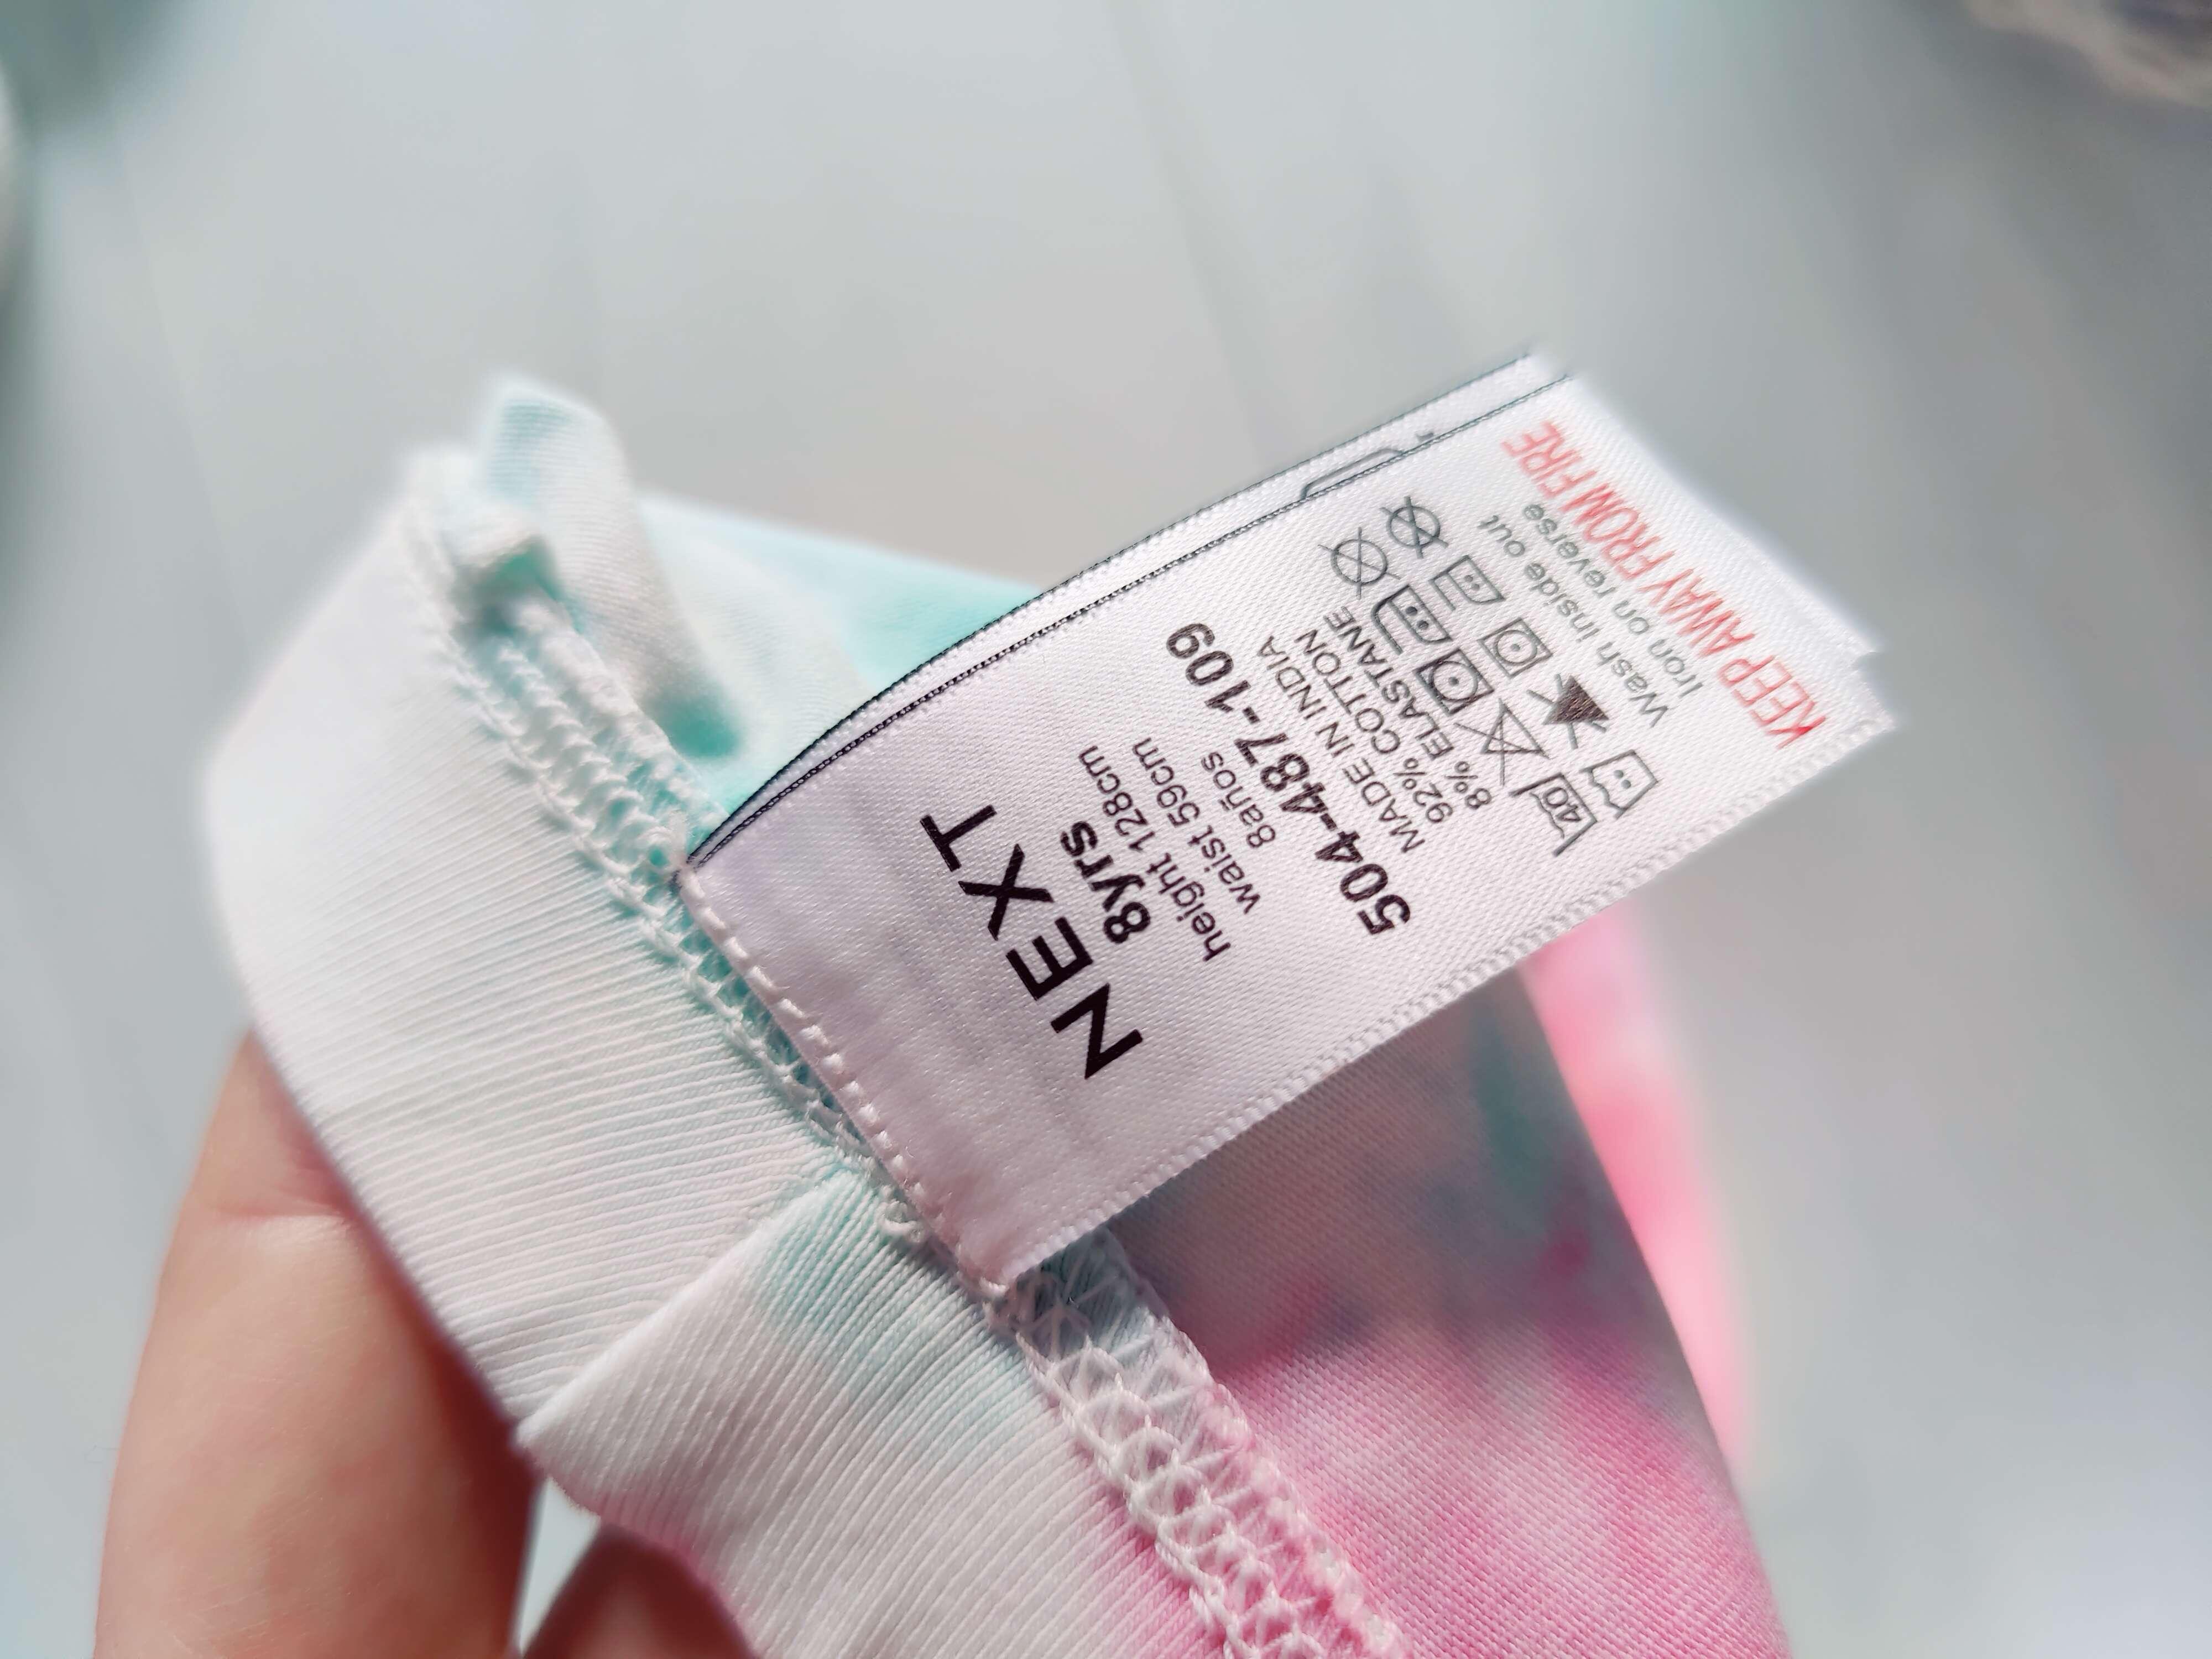 NEXT
8yrs
height 128cm
waist 59cm
8años
504-487-109
MADE IN INDIA
92% COTTON
8% ELASTANE
40
Wash inside out
Iron on reverse
KEEP AWAY FROM FIRE